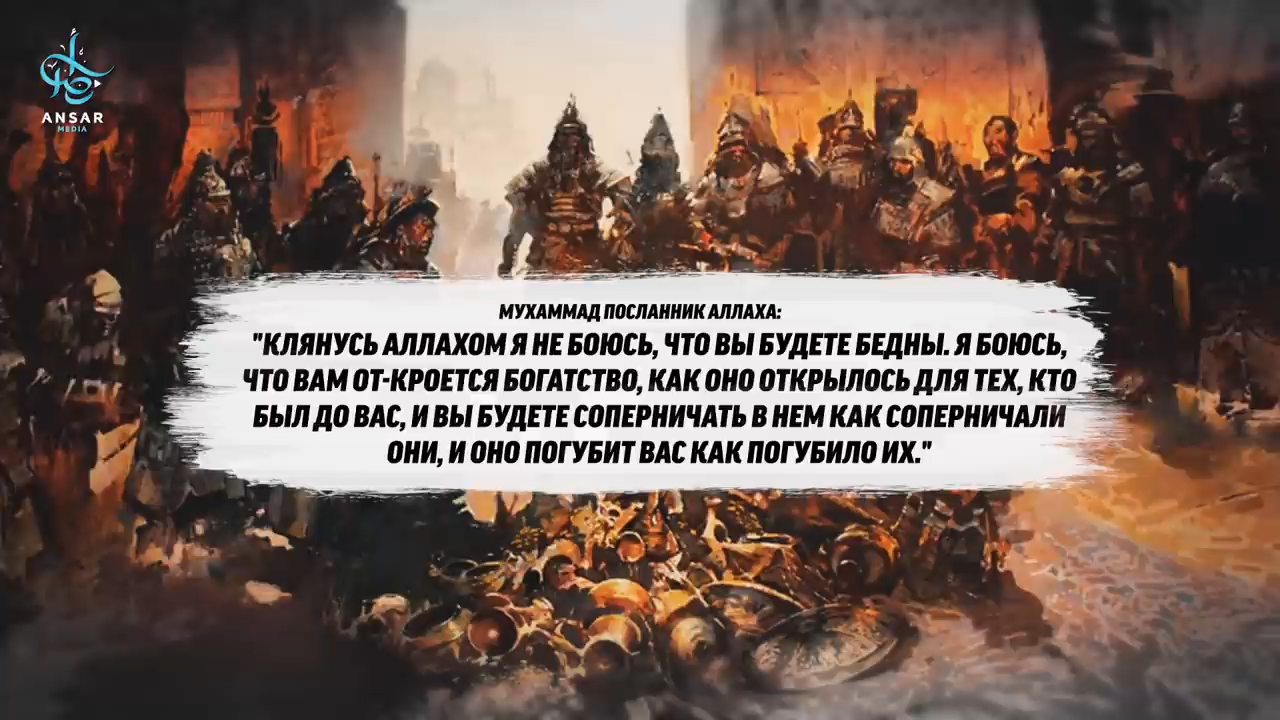 ANSAR
MEDIA
МУХАММАД ПОСЛАННИК АЛЛАХА:
"КЛЯНУСЬ АЛЛАХОМ Я НЕ БОЮСЬ, ЧТО ВЫ БУДЕТЕ БЕДНЫ. Я БОЮСЬ,
ЧТО ВАМ ОТ-КРОЕТСЯ БОГАТСТВО, КАК ОНО ОТКРЫЛОСЬ ДЛЯ ТЕХ, КТО
БЫЛ ДО ВАС, И ВЫ БУДЕТЕ СОПЕРНИЧАТЬ В НЕМ КАК СОПЕРНИЧАЛИ
ОНИ, И ОНО ПОГУБИТ ВАС КАК ПОГУБИЛО ИХ."